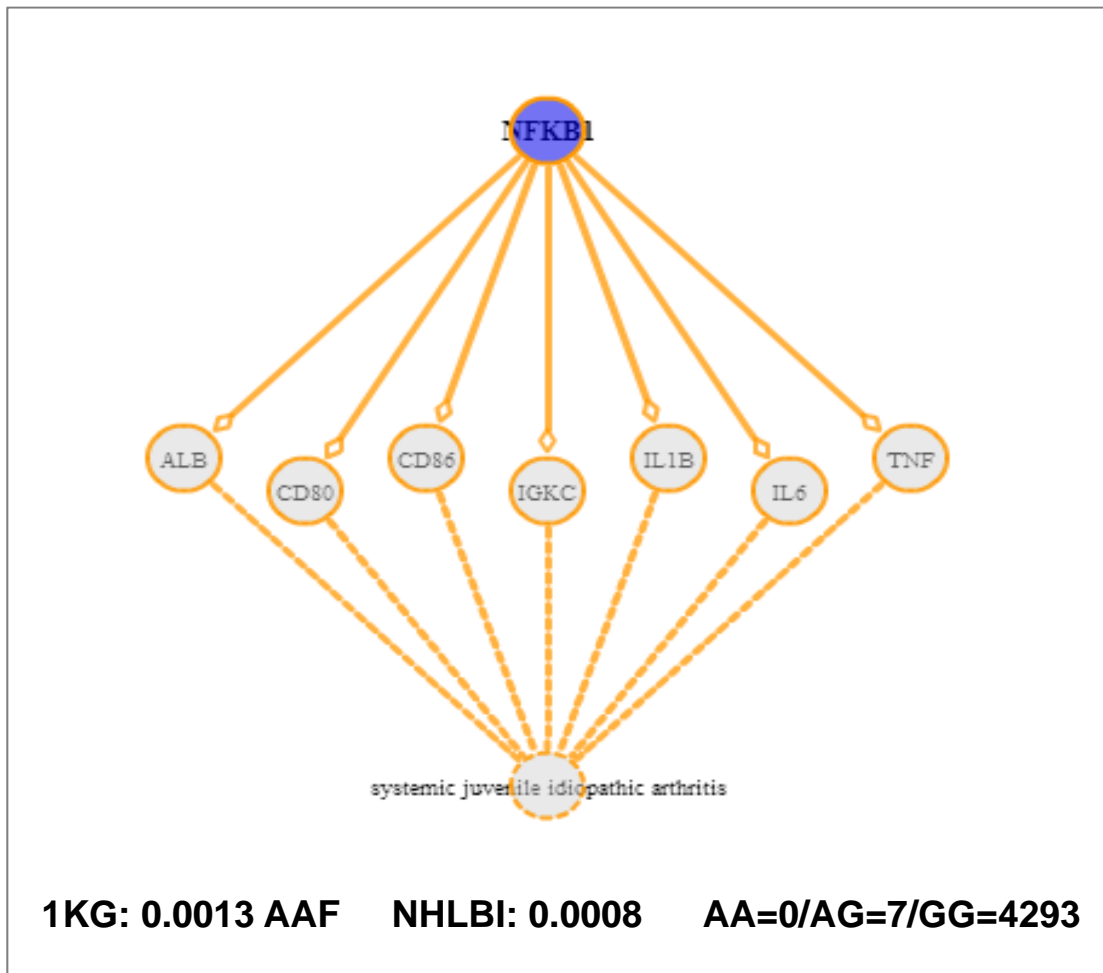 NFKB1
ALB
CD80
CD86
IGKC
IL1B
IL6
TNF
systemic juvenile idiopathic arthritis
1KG: 0.0013 AAF NHLBI: 0.0008 AA=0/AG=7/GG=4293